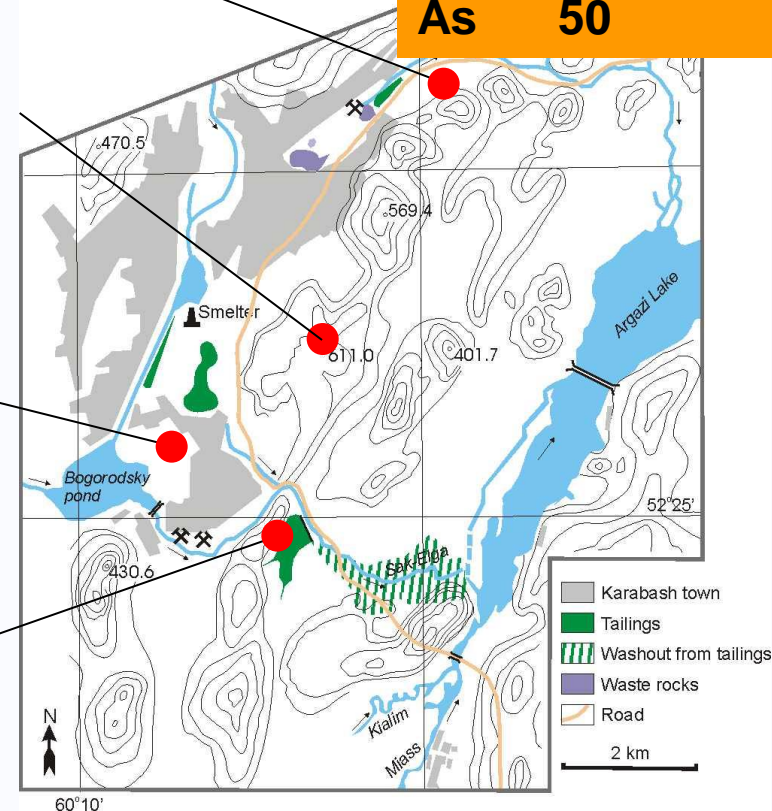 As 50
470.5
569.4
Smelter
611.0
401.7
Argazi Lake
Bogorodsky
pond
52°25'
Sak-Elga
430.6
Karabash town
Tailings
Washout from tailings
Waste rocks
Road
2 km
N
Kialim
Miass
60°10'